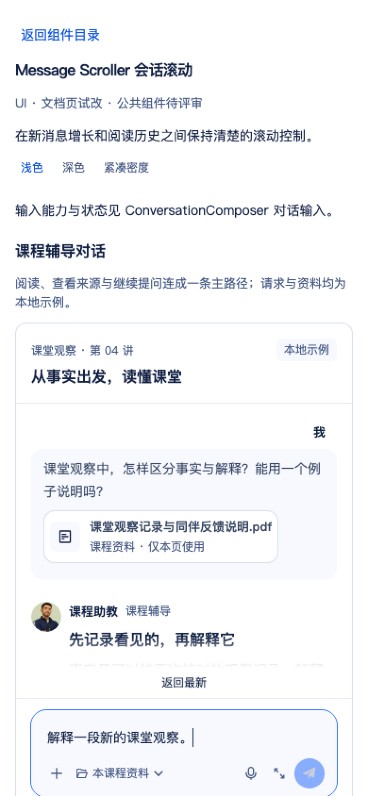 返回组件目录
Message Scroller 会话滚动
UI · 文档页试改 · 公共组件待评审
在新消息增长和阅读历史之间保持清楚的滚动控制。
浅色 深色 紧凑密度
输入能力与状态见 ConversationComposer 对话输入。
课程辅导对话
阅读、查看来源与继续提问连成一条主路径；请求与资料均为
本地示例。
课堂观察 · 第 04 讲
本地示例
从事实出发，读懂课堂
我
课堂观察中，怎样区分事实与解释？能用一个例
子说明吗？
课堂观察记录与同伴反馈说明.pdf
课程资料 · 仅本页使用
课程助教 课程辅导
先记录看见的，再解释它
返回最新
解释一段新的课堂观察。
本课程资料